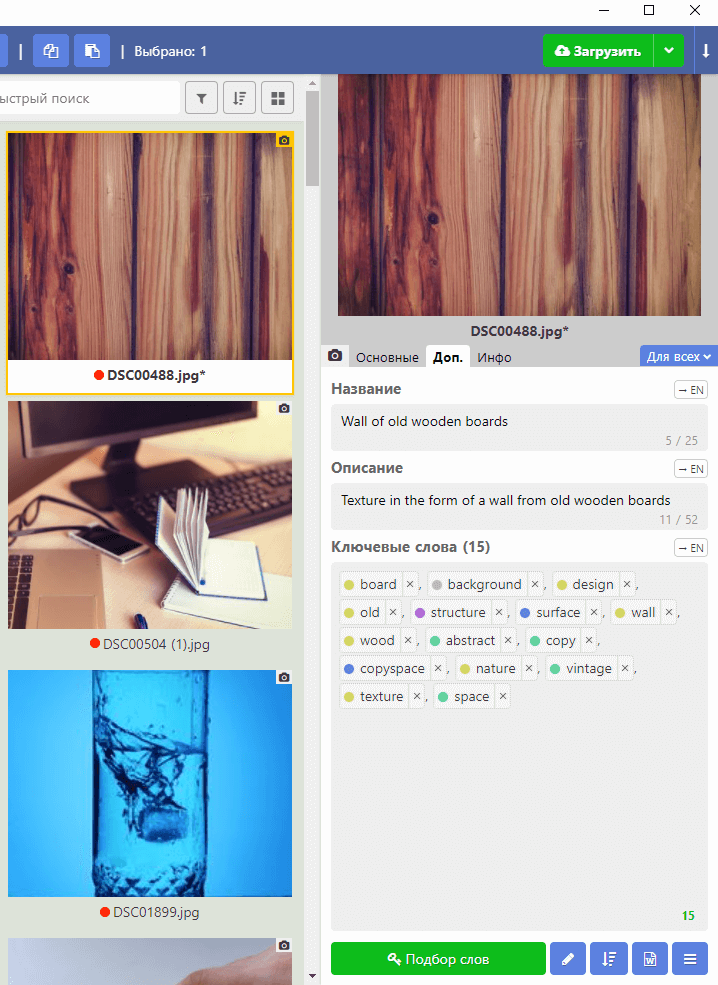 | | Выбрано: 1
Загрузить
ыстрый поиск
DSC00488.jpg*
DSC00504 (1).jpg
DSC01899.jpg
DSC00488.jpg*
Основные Доп. Инфо Для всех
Название → EN
Wall of old wooden boards
5 / 25
Описание → EN
Texture in the form of a wall from old wooden boards
11 / 52
Ключевые слова (15) → EN
board ×, background ×, design ×,
old ×, structure ×, surface ×, wall ×,
wood ×, abstract ×, copy ×,
copyspace ×, nature ×, vintage ×,
texture ×, space ×
15
Подбор слов
W